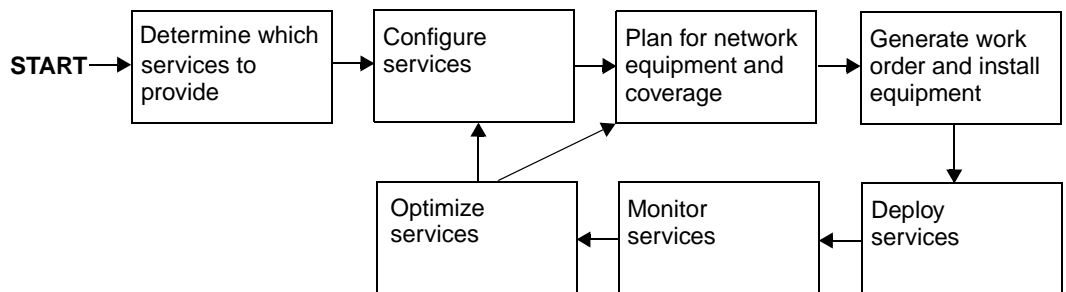 START
Determine which
services to
provide
Configure
services
Plan for network
equipment and
coverage
Generate work
order and install
equipment
Optimize
services
Monitor
services
Deploy
services